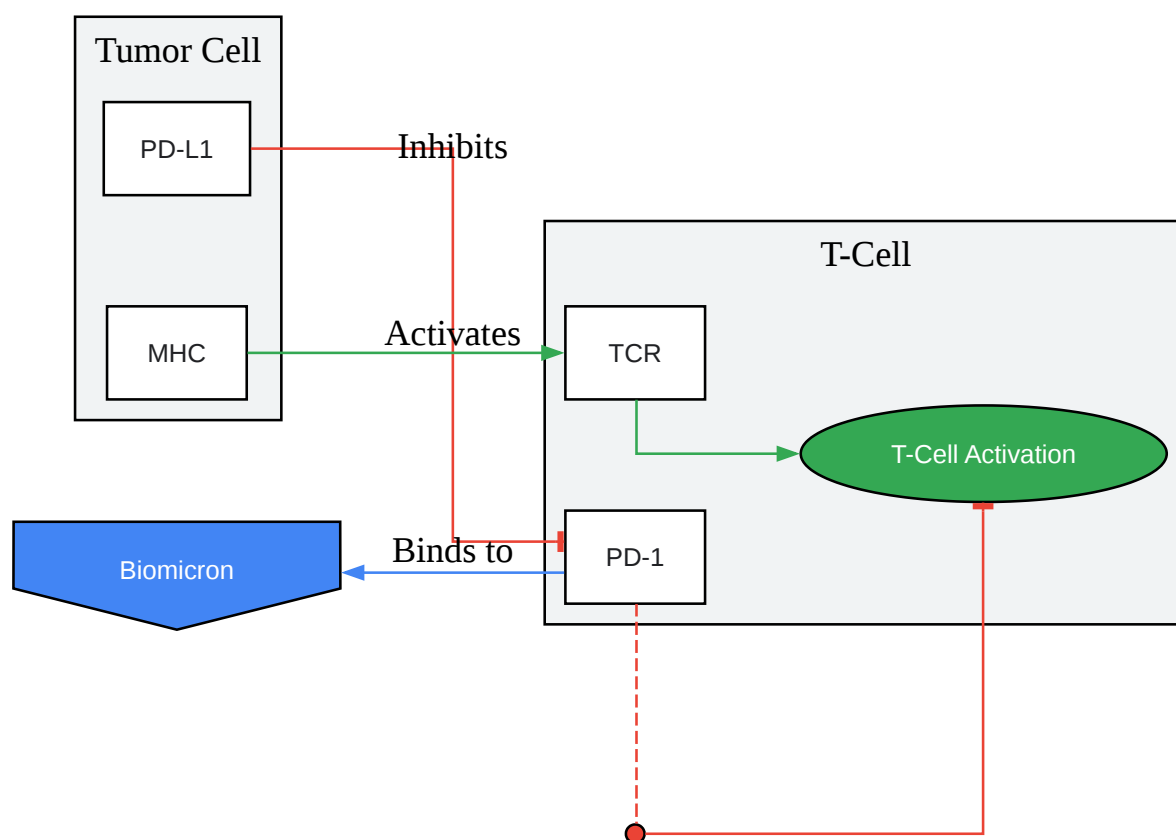 Tumor Cell
PD-L1
Inhibits
T-Cell
MHC
Activates
TCR
T-Cell Activation
Biomicron
Binds to
PD-1